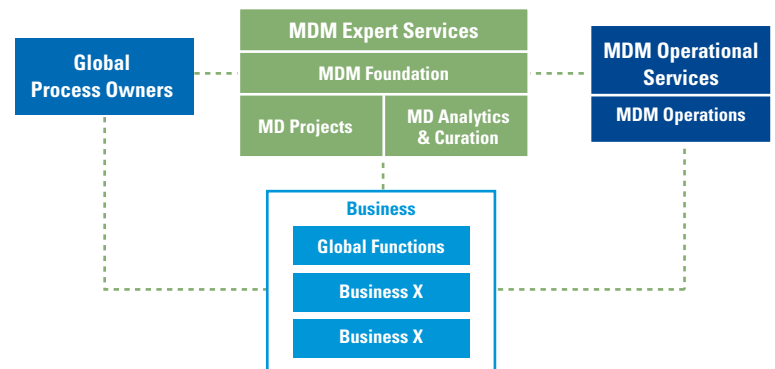 Global
Process Owners
MDM Expert Services
MDM Foundation
MD Projects
MD Analytics
& Curation
MDM Operational
Services
MDM Operations
Business
Global Functions
Business X
Business X